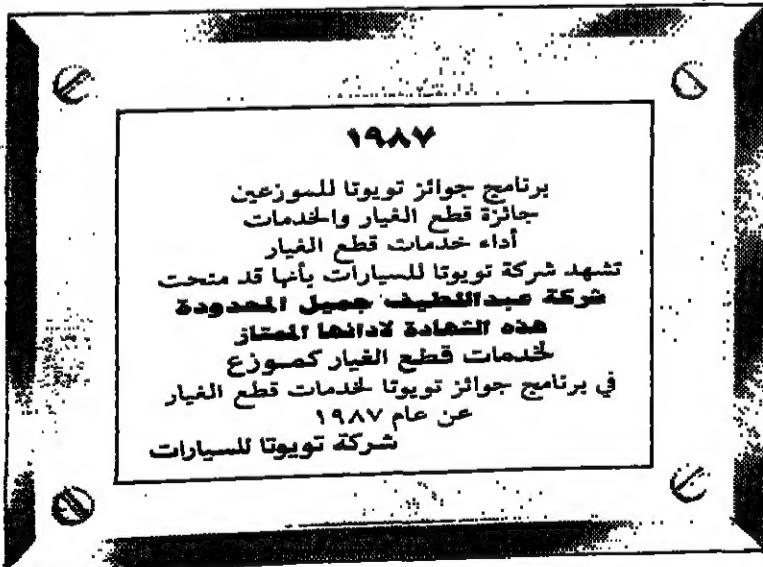 ١٩٨٧
برنامج جوائز تويوتا للموزعين
جائزة قطع الغيار والخدمات
أداء خدمات قطع الغيار
تشهد شركة تويوتا للسيارات بأنها قد منحت
شركة عبداللطيف جميل المحدودة
هذه الشهادة لادائها الممتاز
لخدمات قطع الغيار كموزع
في برنامج جوائز تويوتا لخدمات قطع الغيار
عن عام ١٩٨٧
شركة تويوتا للسيارات